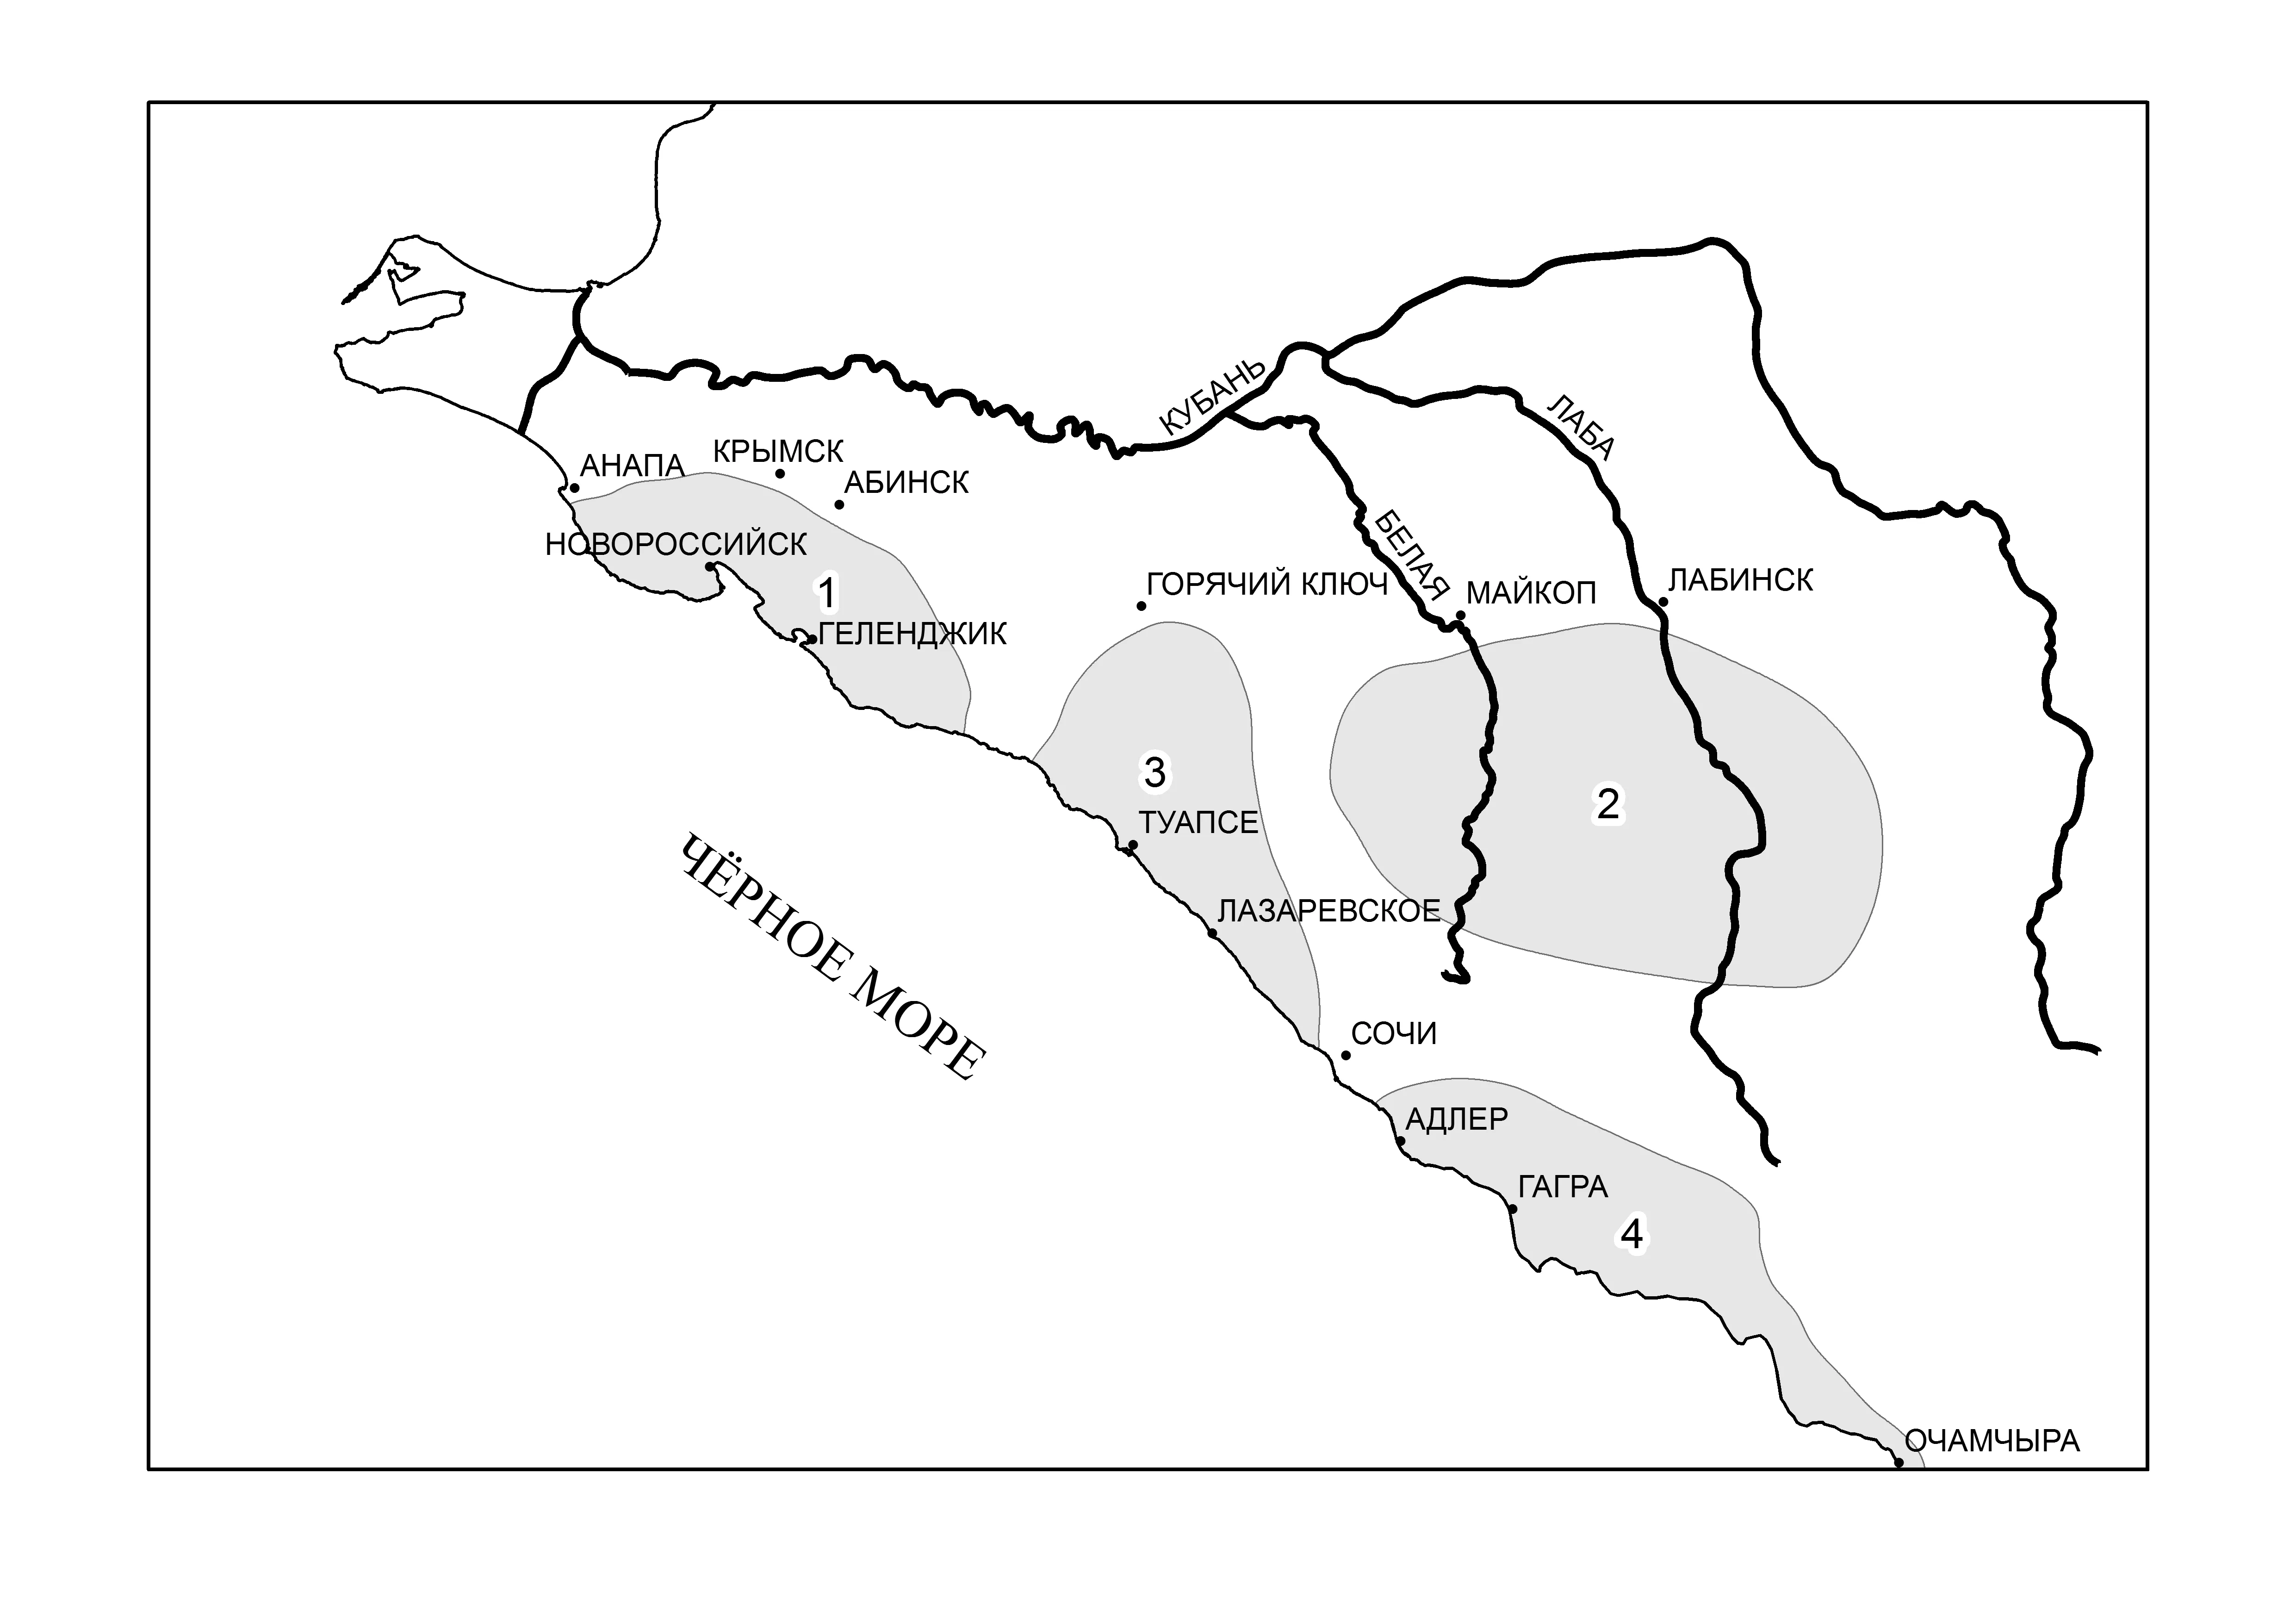 КУБАНЬ
ЛАБА
КРЫМСК
АНАПА
АБИНСК
БЕЛАЯ
НОВОРОССИЙСК
1
ГОРЯЧИЙ КЛЮЧ
МАЙКОП
ЛАБИНСК
ГЕЛЕНДЖИК
3
2
ТУАПСЕ
ЛАЗАРЕВСКОЕ
ЧЁРНОЕ МОРЕ
СОЧИ
АДЛЕР
ГАГРА
4
ОЧАМЧЫРА